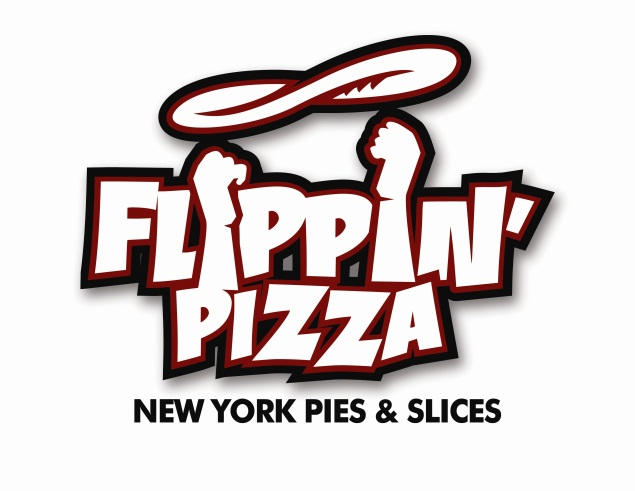 FLIPPIN'
PIZZA
NEW YORK PIES & SLICES